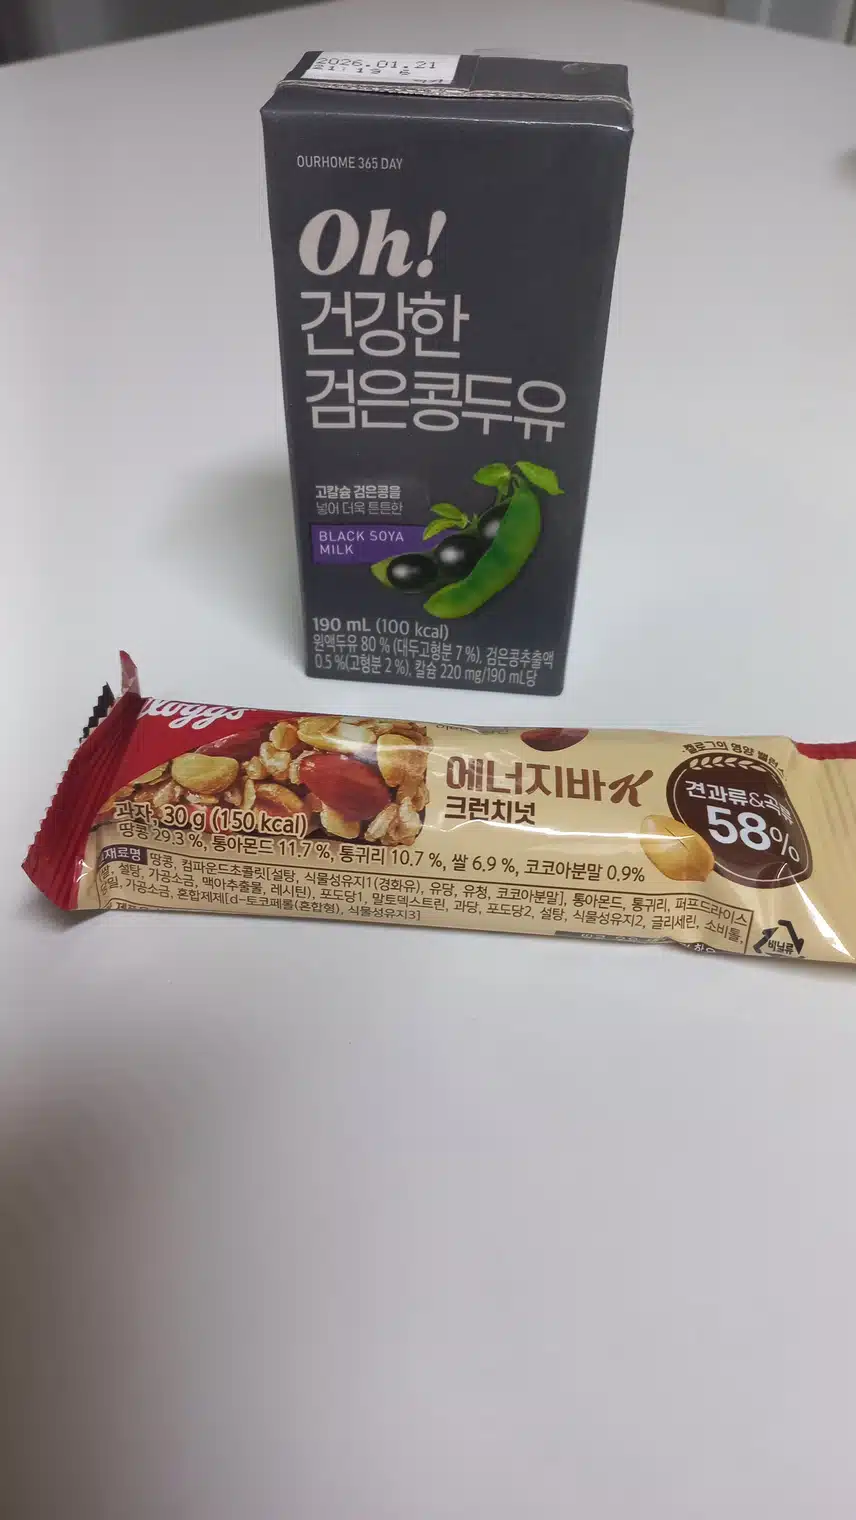 2026.01.21
OURHOME 365 DAY
Oh!
건강한
검은콩두유
고칼슘 검은콩을
넣어 더욱 튼튼한
BLACK SOYA
MILK
190 mL (100 kcal)
원액두유 80 % (대두고형분 7 %), 검은콩추출액
0.5 %(고형분 2 %), 칼슘 220 mg/190 mL당
켈로그의 영양 밸런스
에너지바K
크런치넛
견과류&곡류
58%
과자, 30 g (150 kcal)
땅콩 29.3 %, 통아몬드 11.7 %, 통귀리 10.7 %, 쌀 6.9 %, 코코아분말 0.9%
땅콩, 컴파운드초콜릿[설탕, 식물성유지1(경화유), 유당, 유청, 코코아분말], 통아몬드, 통귀리, 퍼프드라이스
설탕, 가공소금, 맥아추출물, 레시틴], 포도당1, 말토덱스트린, 과당, 포도당2, 설탕, 식물성유지2, 글리세린, 소비톨,
가공소금, 혼합제제[d-토코페롤(혼합형), 식물성유지3]